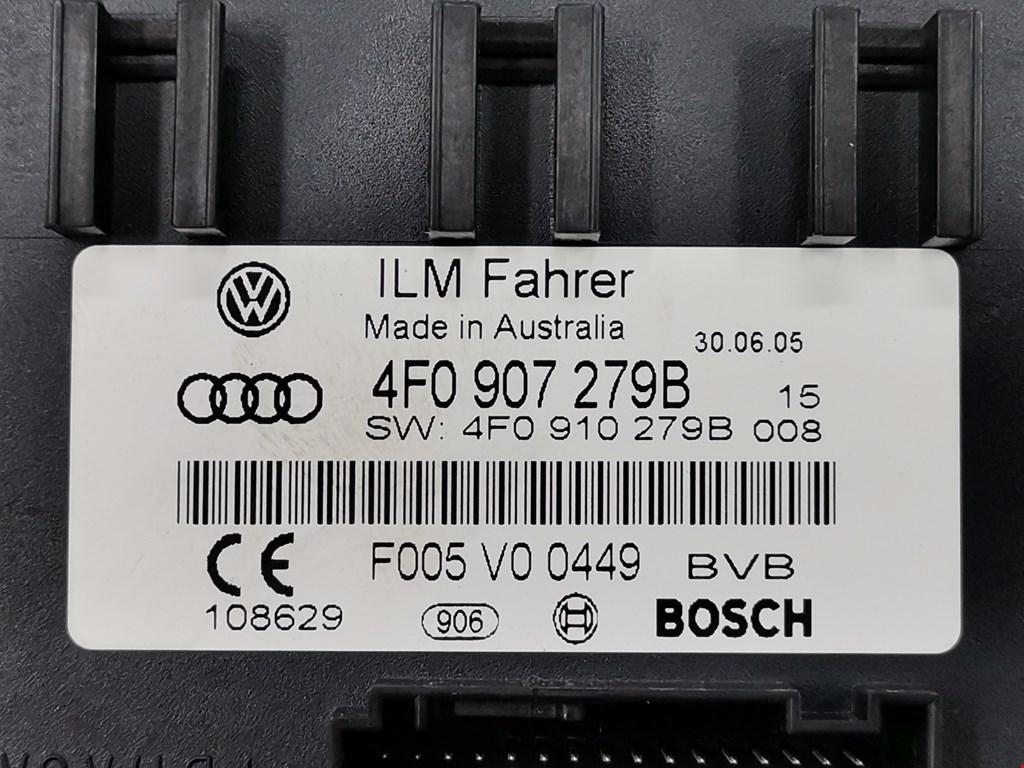 ILM Fahrer
Made in Australia
30.06.05
4F0 907 279B 15
SW: 4F0 910 279B 008
CE F005 V0 0449 BVB
108629 906 BOSCH